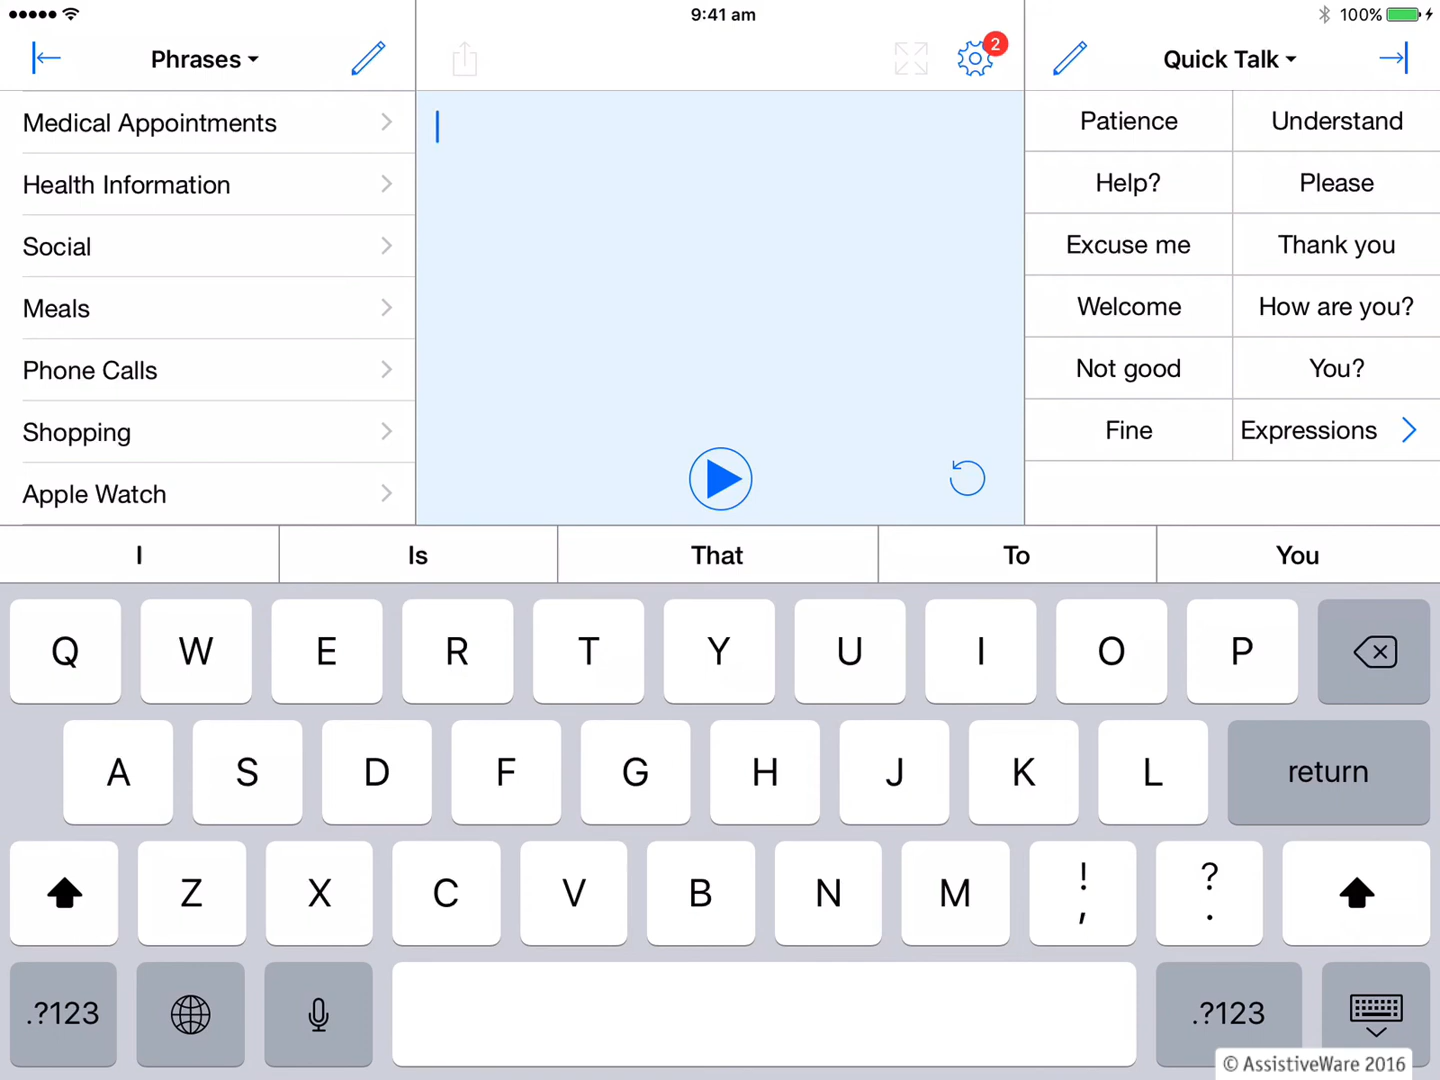 9:41 am
100%
Phrases
2
Quick Talk
Medical Appointments
Health Information
Social
Meals
Phone Calls
Shopping
Apple Watch
Patience Understand
Help? Please
Excuse me Thank you
Welcome How are you?
Not good You?
Fine Expressions
I Is That To You
Q W E R T Y U I O P
A S D F G H J K L return
Z X C V B N M ! , ? .
.?123 .?123
© AssistiveWare 2016